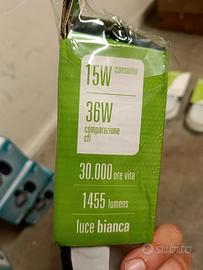 15W consumo
36W
comparazione
cfl
30.000 ore vita
1455 lumens
luce bianca
subito